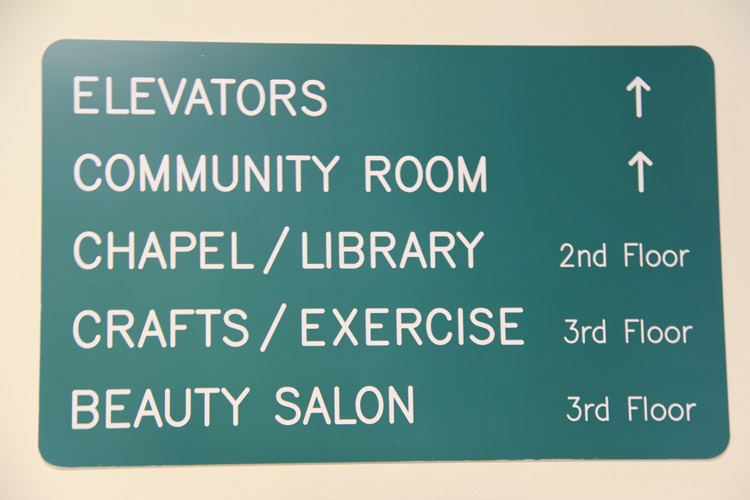 ELEVATORS ↑
COMMUNITY ROOM ↑
CHAPEL / LIBRARY 2nd Floor
CRAFTS / EXERCISE 3rd Floor
BEAUTY SALON 3rd Floor